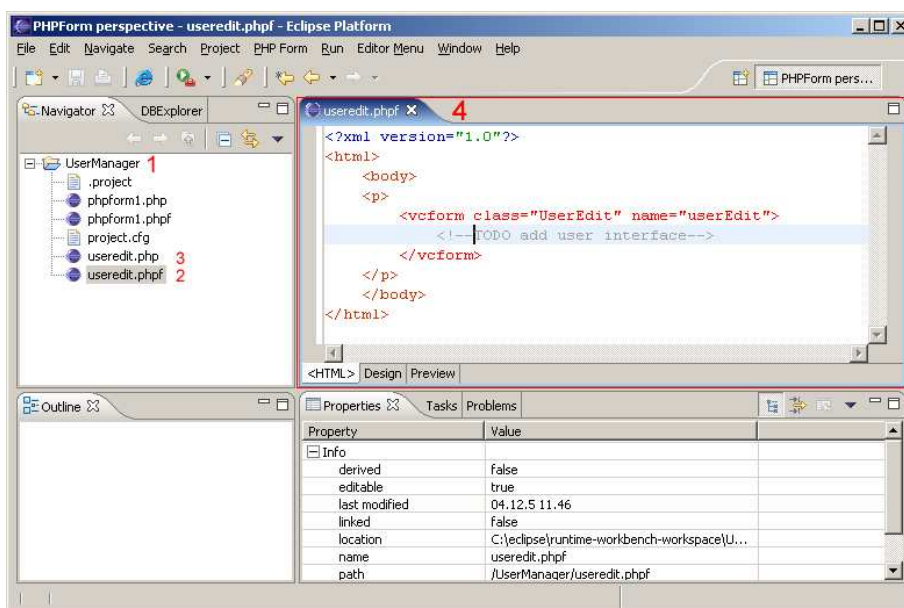 PHPForm perspective - useredit.phpf - Eclipse Platform
File Edit Navigate Search Project PHP Form Run Editor Menu Window Help
PHPForm pers...
Navigator DBExplorer
UserManager 1
.project
phpform1.php
phpform1.phpf
project.cfg
useredit.php 3
useredit.phpf 2
useredit.phpf 4
<?xml version="1.0"?>
<html>
<body>
<p>
<vcform class="UserEdit" name="userEdit">
<!--TODO add user interface-->
</vcform>
</p>
</body>
</html>
<HTML> Design Preview
Outline
Properties Tasks Problems
Property Value
Info
derived false
editable true
last modified 04.12.5 11.46
linked false
location C:\eclipse\runtime-workbench-workspace\U...
name useredit.phpf
path /UserManager/useredit.phpf